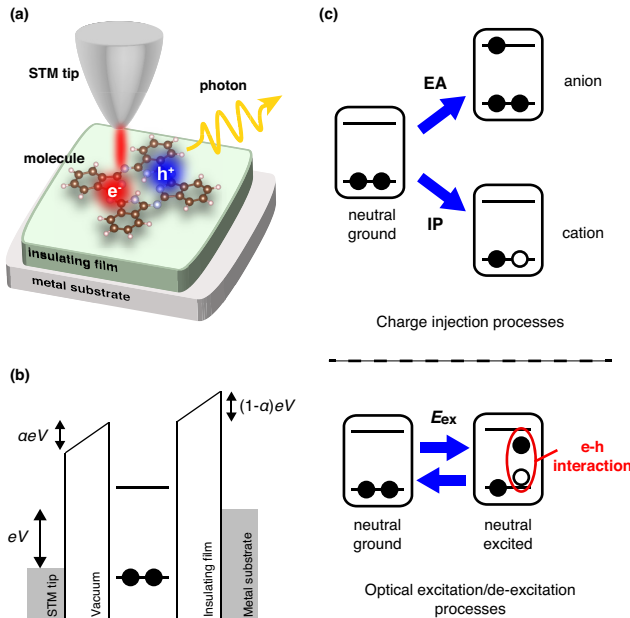 (a)
STM tip
photon
molecule
h⁺
e⁻
insulating film
metal substrate
(b)
αeV
(1-α)eV
eV
STM tip
Vacuum
Insulating film
Metal substrate
(c)
EA
anion
neutral
ground
IP
cation
Charge injection processes
Eex
e-h
interaction
neutral
ground
neutral
excited
Optical excitation/de-excitation
processes